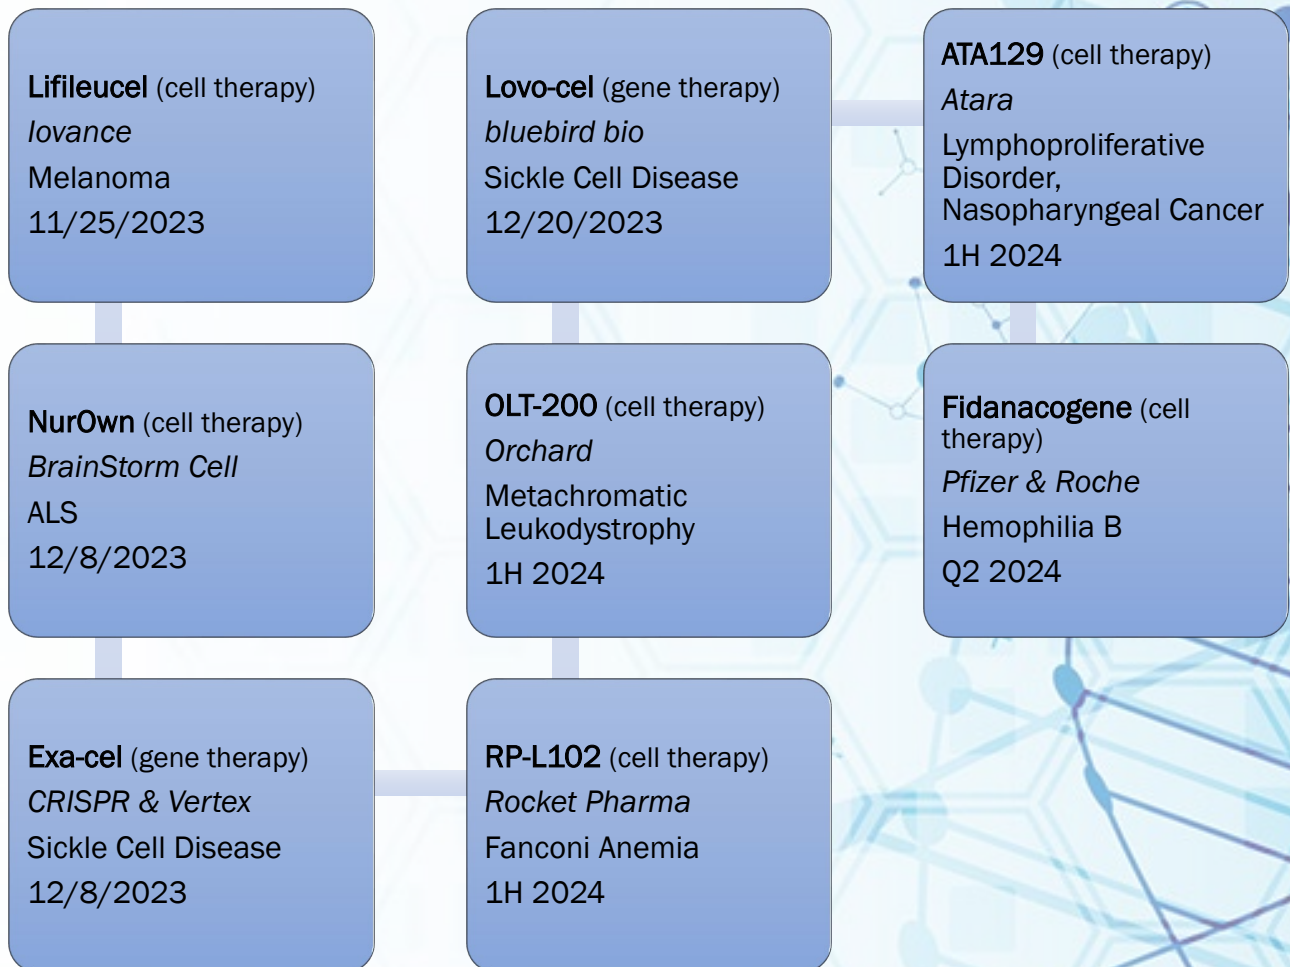 Lifileucel (cell therapy)
Iovance
Melanoma
11/25/2023
NurOwn (cell therapy)
BrainStorm Cell
ALS
12/8/2023
Exa-cel (gene therapy)
CRISPR & Vertex
Sickle Cell Disease
12/8/2023
RP-L102 (cell therapy)
Rocket Pharma
Fanconi Anemia
1H 2024
OLT-200 (cell therapy)
Orchard
Metachromatic
Leukodystrophy
1H 2024
Lovo-cel (gene therapy)
bluebird bio
Sickle Cell Disease
12/20/2023
ATA129 (cell therapy)
Atara
Lymphoproliferative
Disorder,
Nasopharyngeal Cancer
1H 2024
Fidanacogene (cell
therapy)
Pfizer & Roche
Hemophilia B
Q2 2024